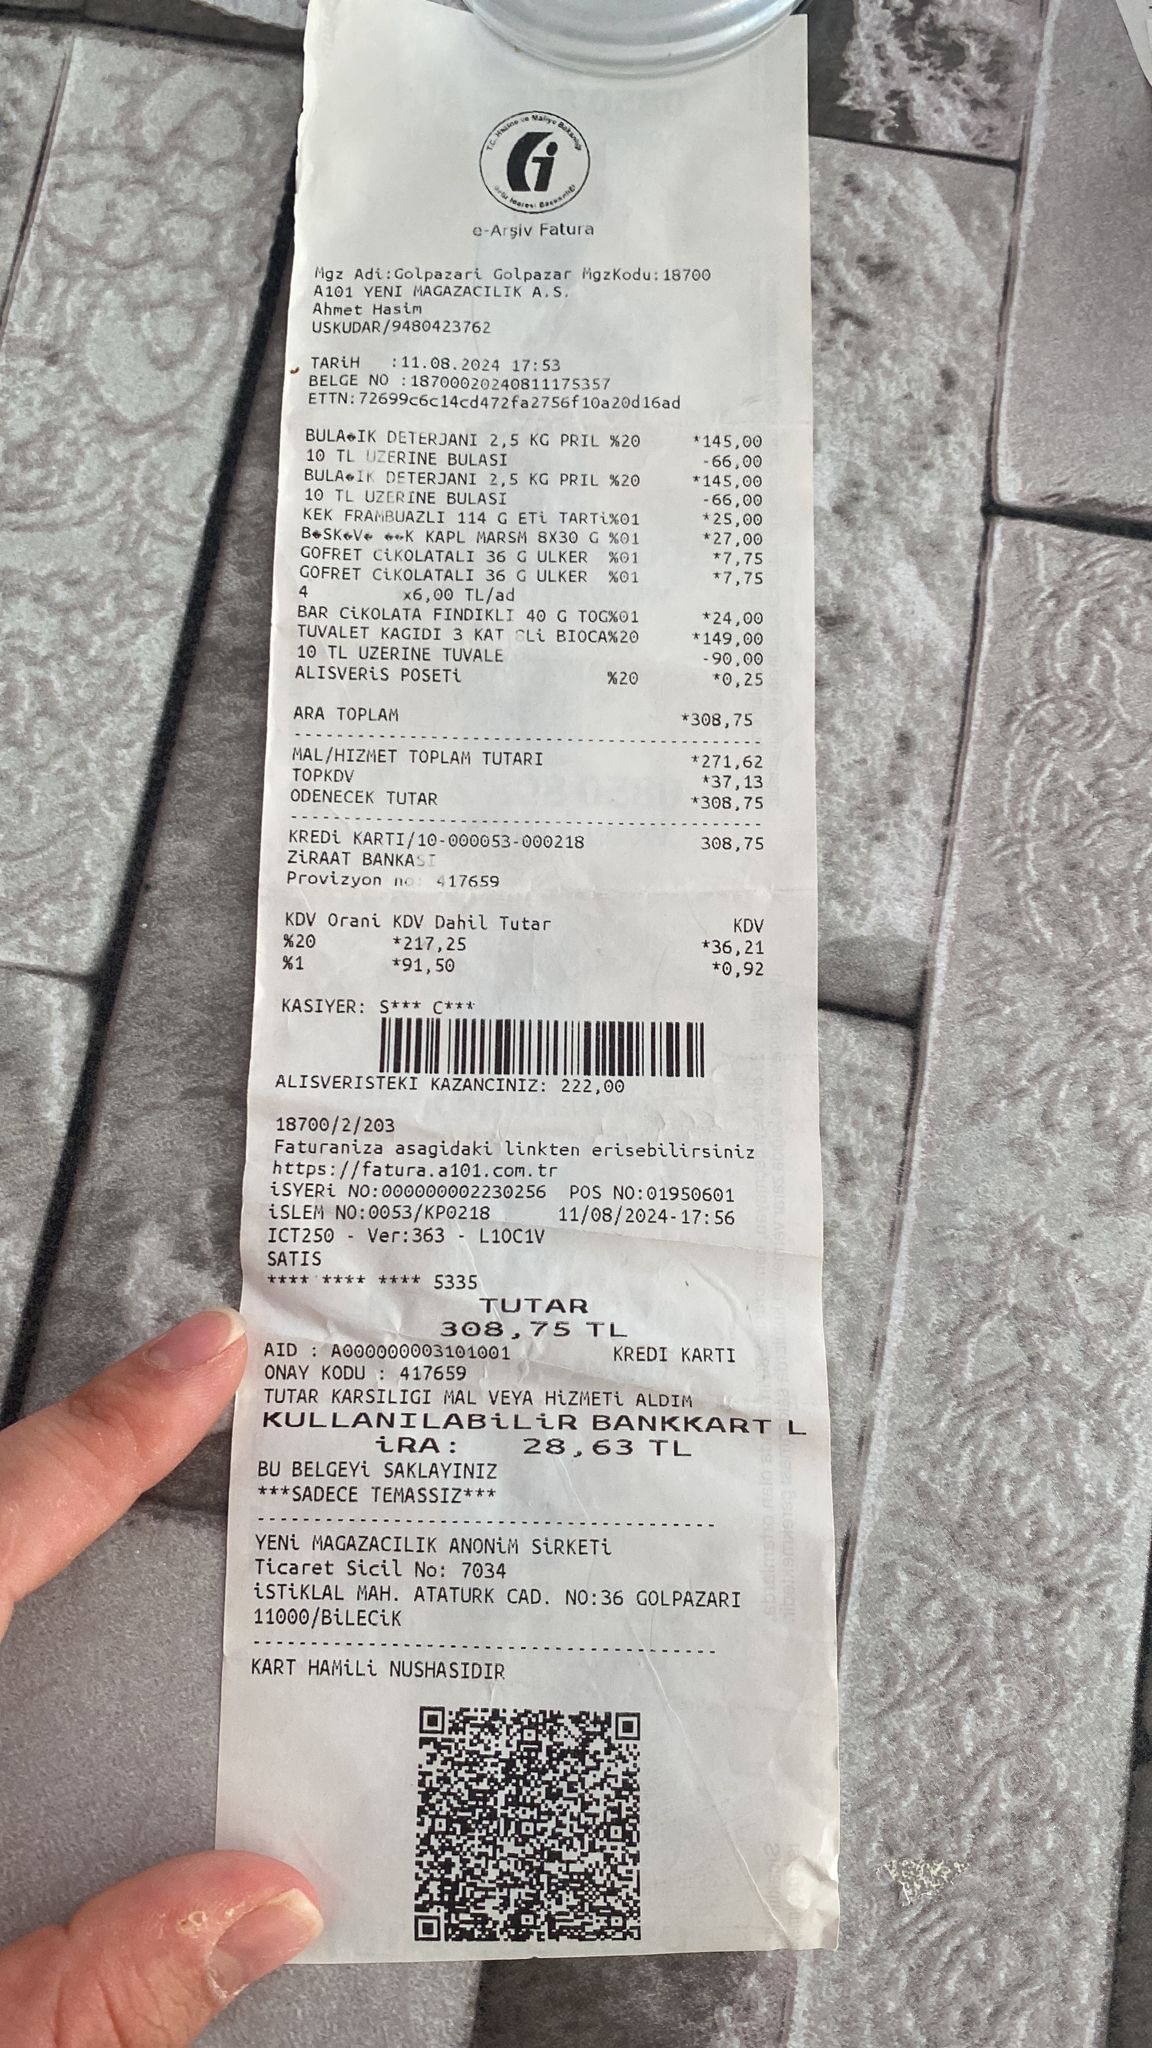 T.C. Hazine ve Maliye Bakanlığı
Gelir İdaresi Başkanlığı
e-Arşiv Fatura
Mgz Adi:Golpazari Golpazar MgzKodu:18700
A101 YENI MAGAZACILIK A.S.
Ahmet Hasim
USKUDAR/9480423762
TARiH :11.08.2024 17:53
BELGE NO :18700020240811175357
ETTN:72699c6c14cd472fa2756f10a20d16ad
BULA�IK DETERJANI 2,5 KG PRIL %20 *145,00
10 TL UZERINE BULASI -66,00
BULA�IK DETERJANI 2,5 KG PRIL %20 *145,00
10 TL UZERINE BULASI -66,00
KEK FRAMBUAZLI 114 G ETi TARTi%01 *25,00
B�SK�V� ��K KAPL MARSM 8X30 G %01 *27,00
GOFRET CiKOLATALI 36 G ULKER %01 *7,75
GOFRET CiKOLATALI 36 G ULKER %01 *7,75
4 x6,00 TL/ad
BAR CiKOLATA FINDIKLI 40 G TOG%01 *24,00
TUVALET KAGIDI 3 KAT SLi BIOCA%20 *149,00
10 TL UZERINE TUVALE -90,00
ALISVERiS POSETi %20 *0,25
ARA TOPLAM *308,75
MAL/HIZMET TOPLAM TUTARI *271,62
TOPKDV *37,13
ODENECEK TUTAR *308,75
KREDi KARTI/10-000053-000218 308,75
ZiRAAT BANKASI
Provizyon no: 417659
KDV Orani KDV Dahil Tutar KDV
%20 *217,25 *36,21
%1 *91,50 *0,92
KASIYER: S*** C***
ALISVERISTEKI KAZANCINIZ: 222,00
18700/2/203
Faturaniza asagidaki linkten erisebilirsiniz
https://fatura.a101.com.tr
iSYERi NO:000000002230256 POS NO:01950601
iSLEM NO:0053/KP0218 11/08/2024-17:56
ICT250 - Ver:363 - L10C1V
SATIS
**** **** **** 5335
TUTAR
308,75 TL
AID : A0000000003101001 KREDI KARTI
ONAY KODU : 417659
TUTAR KARSILIGI MAL VEYA HiZMETi ALDIM
KULLANILABiLiR BANKKART L
iRA: 28,63 TL
BU BELGEYi SAKLAYINIZ
***SADECE TEMASSIZ***
YENi MAGAZACILIK ANONiM SiRKETi
Ticaret Sicil No: 7034
iSTiKLAL MAH. ATATURK CAD. NO:36 GOLPAZARI
11000/BiLECiK
KART HAMiLi NUSHASIDIR